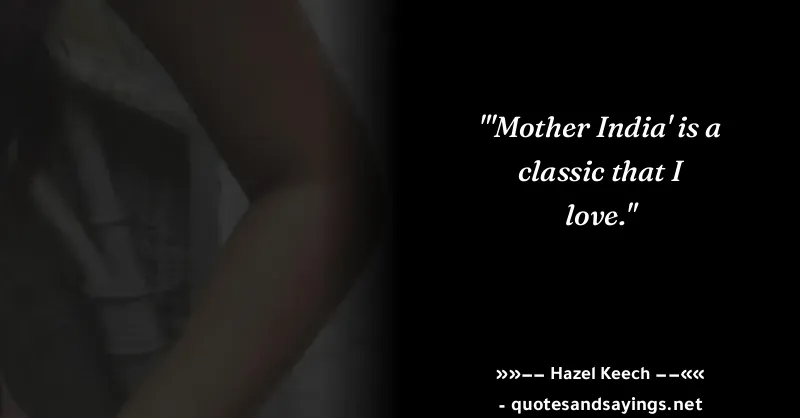 "'Mother India' is a
classic that I
love."
»»−− Hazel Keech −−««
- quotesandsayings.net